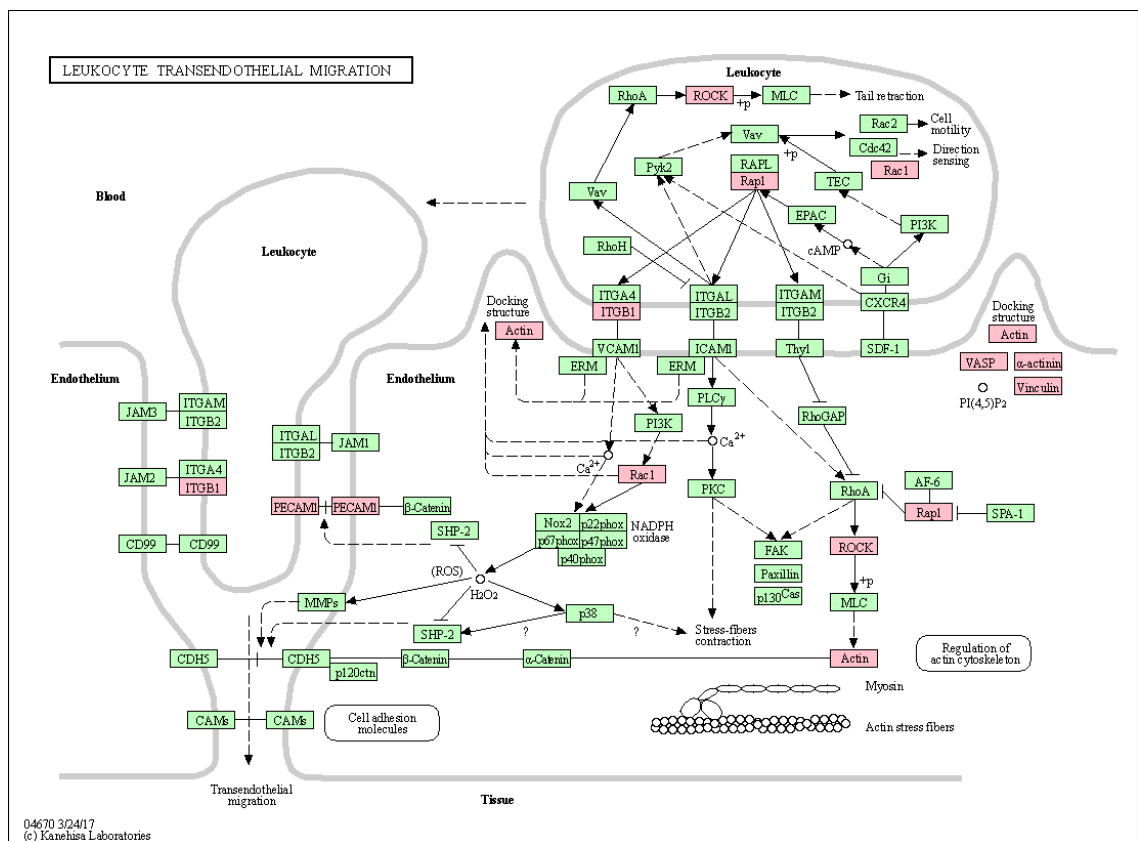 LEUKOCYTE TRANSENDOTHELIAL MIGRATION
Leukocyte
RhoA
ROCK
+p
MLC
Tail retraction
Vav
+p
Rac2
Cell
motility
Cdc42
Direction
sensing
Rac1
Pyk2
RAPL
Rap1
TEC
Vav
EPAC
PI3K
cAMP
RhoH
Gi
Blood
Leukocyte
ITGA4
ITGB1
ITGAL
ITGB2
ITGAM
ITGB2
CXCR4
Docking
structure
Actin
Docking
structure
Actin
VASP
α-actinin
Vinculin
PI(4,5)P2
VCAM1
ICAM1
Thy1
SDF-1
ERM
ERM
Endothelium
Endothelium
PLCγ
PI3K
RhoGAP
Ca2+
Ca2+
Rac1
PKC
RhoA
AF-6
Rap1
SPA-1
JAM3
ITGAM
ITGB2
ITGAL
ITGB2
JAM1
JAM2
ITGA4
ITGB1
PECAM1
PECAM1
β-Catenin
CD99
CD99
SHP-2
Nox2
p22phox
p67phox
p47phox
p40phox
NADPH
oxidase
FAK
Paxillin
p130Cas
ROCK
+p
MLC
(ROS)
H2O2
MMPs
p38
SHP-2
?
?
Stress-fibers
contraction
CDH5
CDH5
p120ctn
β-Catenin
α-Catenin
Actin
Regulation of
actin cytoskeleton
Myosin
Actin stress fibers
CAMs
CAMs
Cell adhesion
molecules
Transendothelial
migration
Tissue
04670 3/24/17
(c) Kanehisa Laboratories